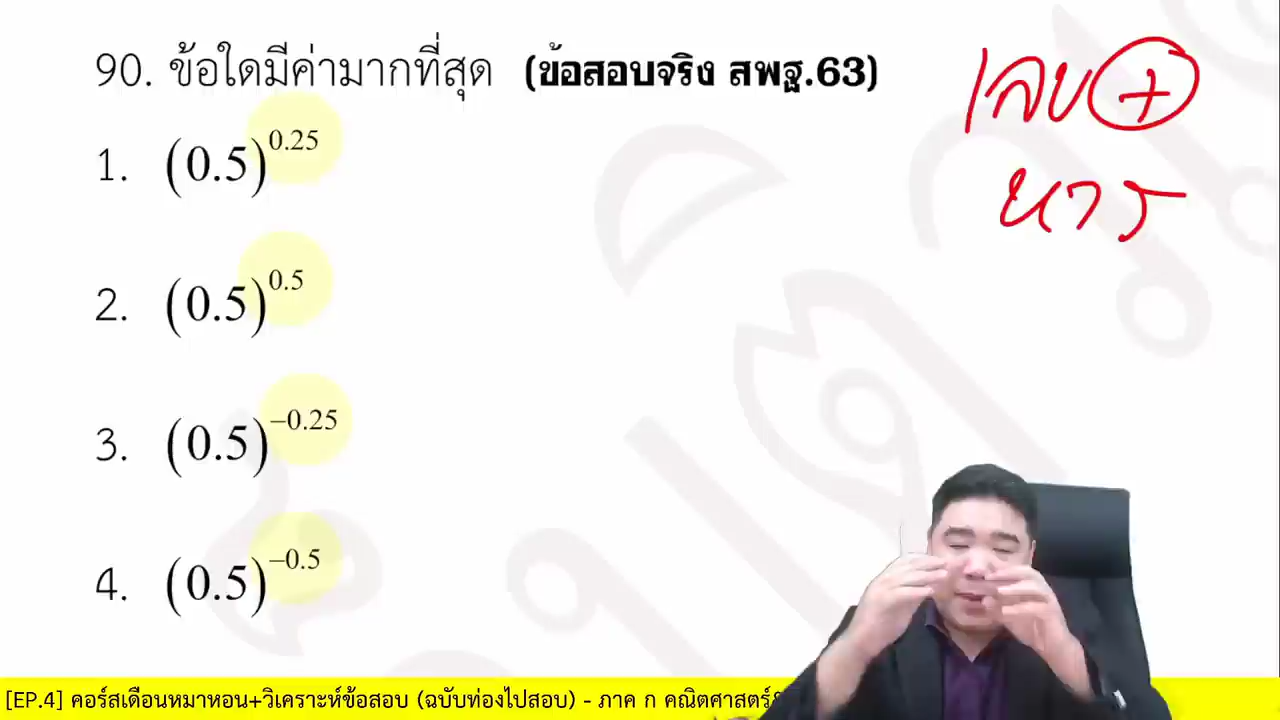 90. ข้อใดมีค่ามากที่สุด (ข้อสอบจริง สพฐ.63)
1. (0.5)^0.25
2. (0.5)^0.5
3. (0.5)^−0.25
4. (0.5)^−0.5
เลข +
หาร
[EP.4] คอร์สเดือนหมาหอน+วิเคราะห์ข้อสอบ (ฉบับท่องไปสอบ) - ภาค ก คณิตศาสตร์